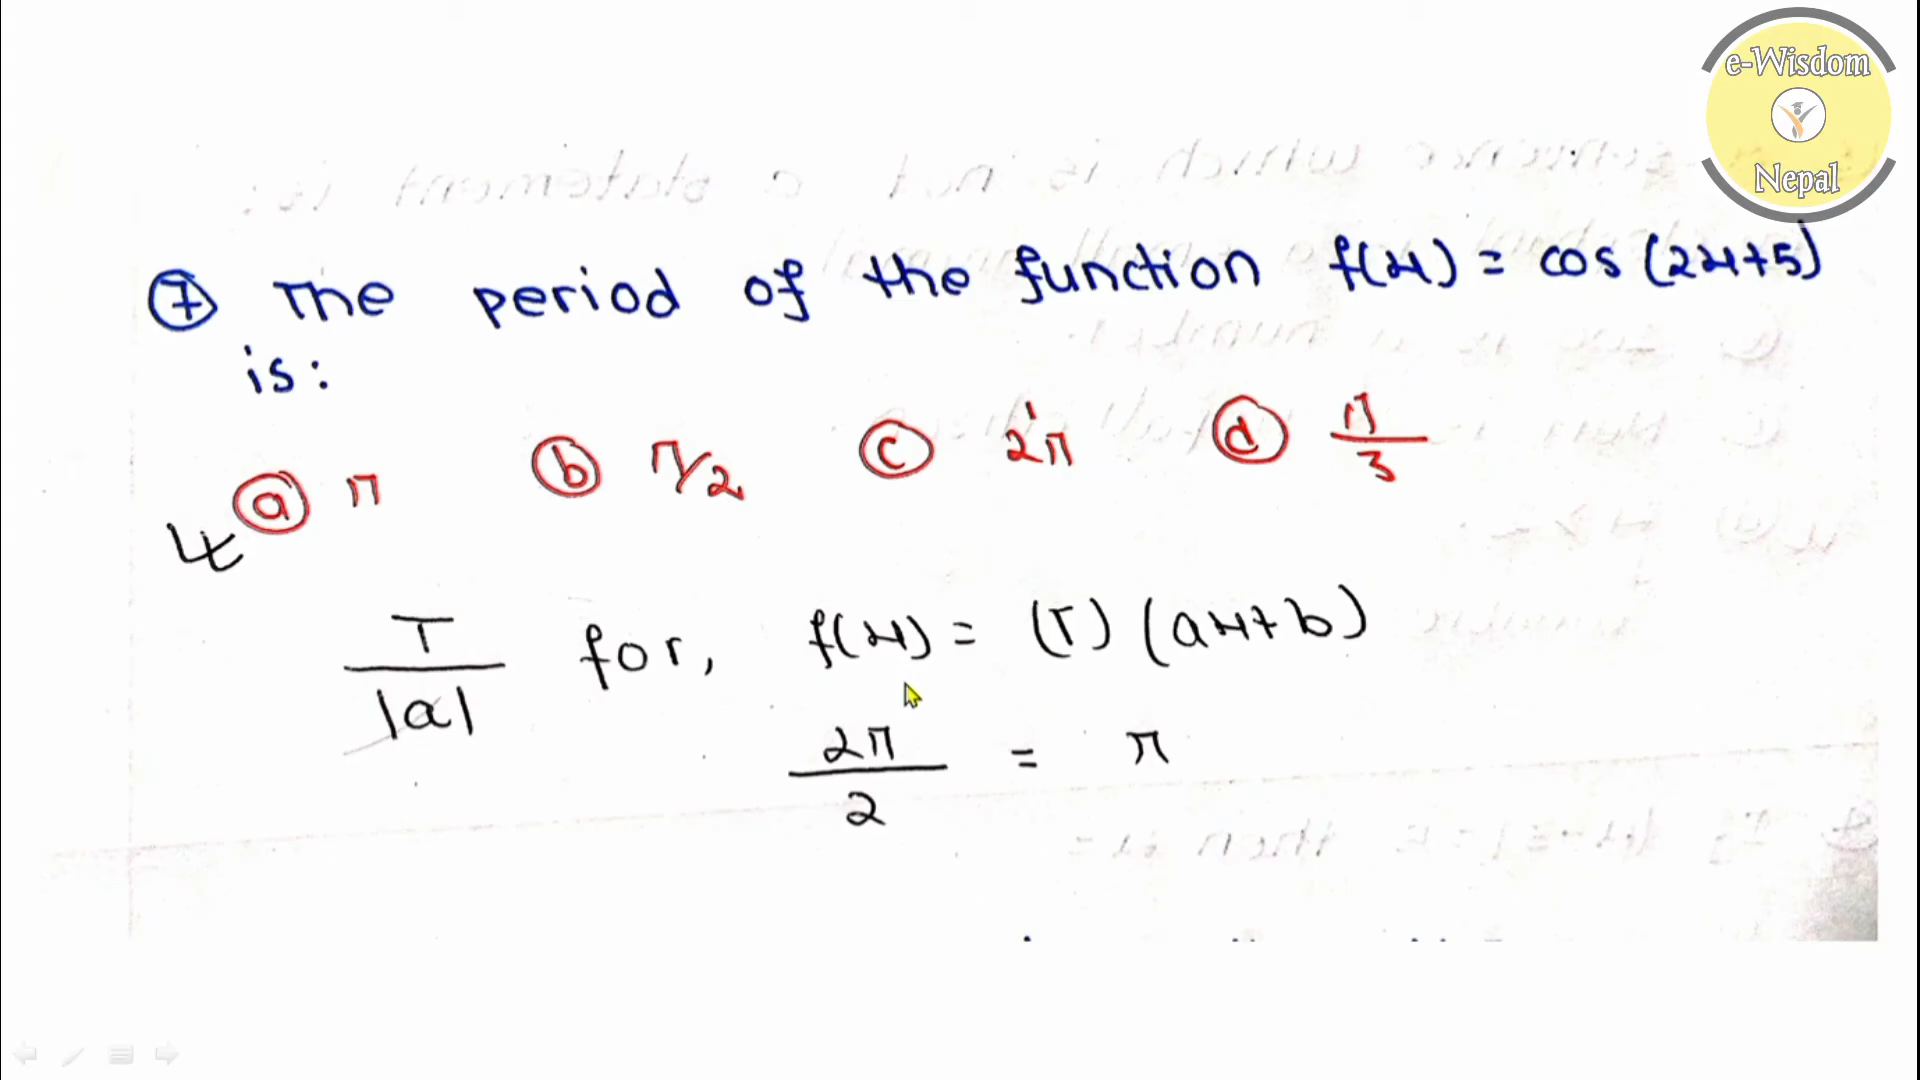 e-Wisdom
Nepal
⑦ The period of the function f(x) = cos (2x+5)
is:
ⓐ π ⓑ π/2 ⓒ 2π ⓓ π/3
T/|a| for, f(x) = (T) (ax+b)
2π/2 = π